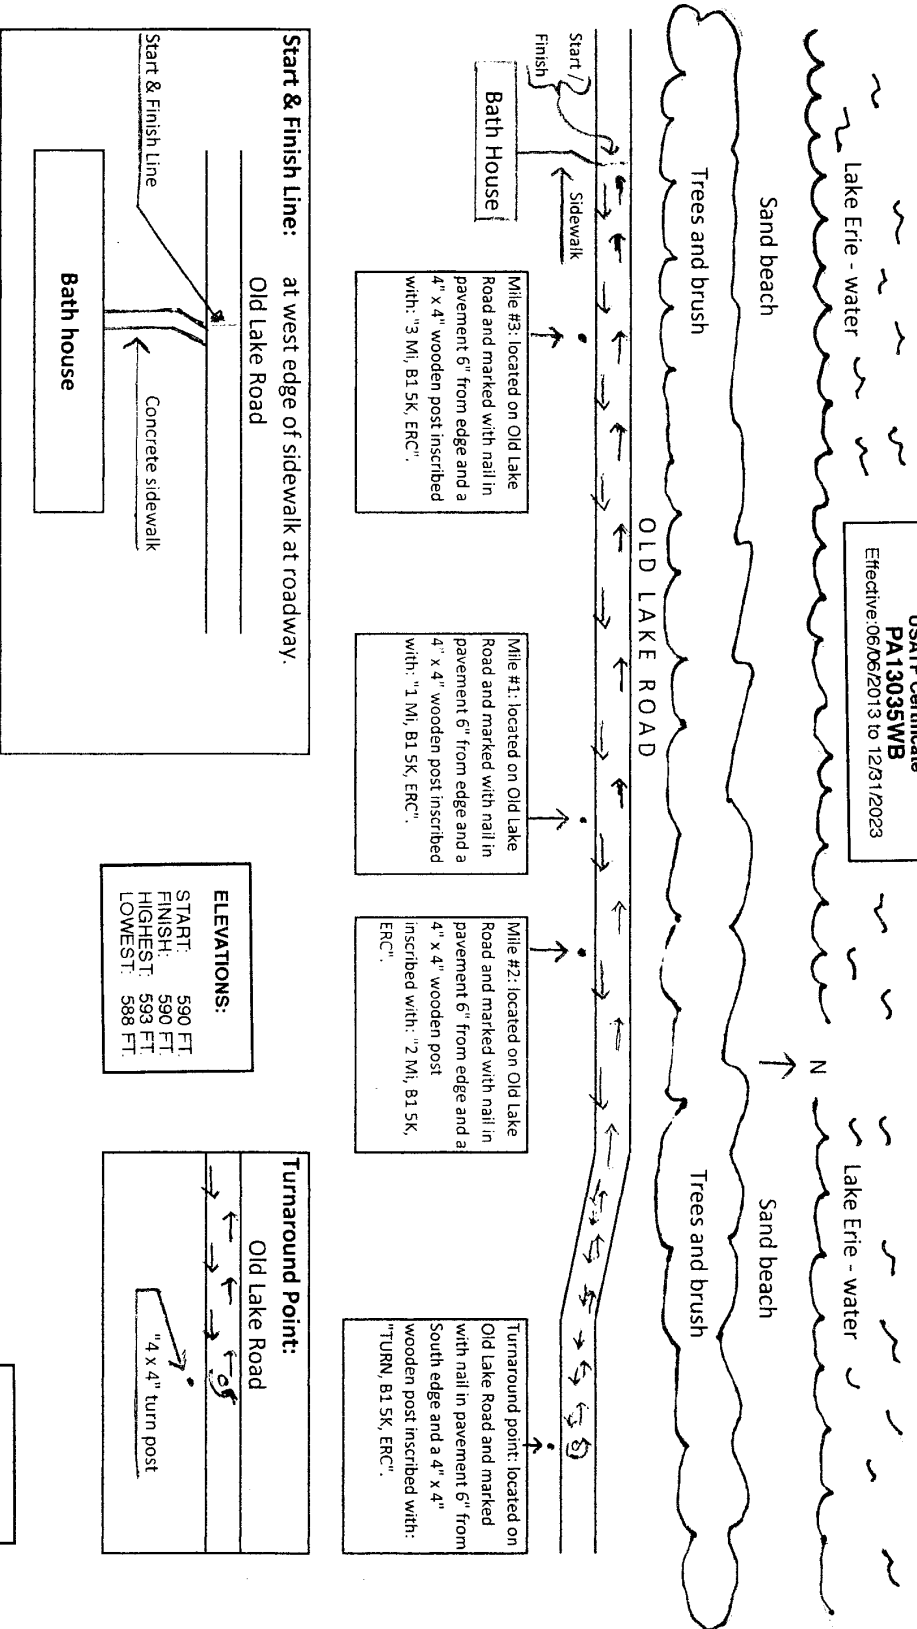 Lake Erie - water
USATF Certificate
PA13035WB
Effective:06/06/2013 to 12/31/2023
N
Lake Erie - water
Sand beach
Sand beach
Trees and brush
Trees and brush
OLD LAKE ROAD
Start /
Finish
Sidewalk
Bath House
Mile #3: located on Old Lake
Road and marked with nail in
pavement 6" from edge and a
4" x 4" wooden post inscribed
with: "3 Mi, B1 5K, ERC".
Mile #1: located on Old Lake
Road and marked with nail in
pavement 6" from edge and a
4" x 4" wooden post inscribed
with: "1 Mi, B1 5K, ERC".
Mile #2: located on Old Lake
Road and marked with nail in
pavement 6" from edge and a
4" x 4" wooden post
inscribed with: "2 Mi, B1 5K,
ERC".
Turnaround point: located on
Old Lake Road and marked
with nail in pavement 6" from
South edge and a 4" x 4"
wooden post inscribed with:
"TURN, B1 5K, ERC".
Start & Finish Line: at west edge of sidewalk at roadway.
Old Lake Road
Start & Finish Line
Concrete sidewalk
Bath house
ELEVATIONS:
START: 590 FT.
FINISH: 590 FT.
HIGHEST: 593 FT.
LOWEST: 588 FT.
Turnaround Point:
Old Lake Road
"4 x 4" turn post